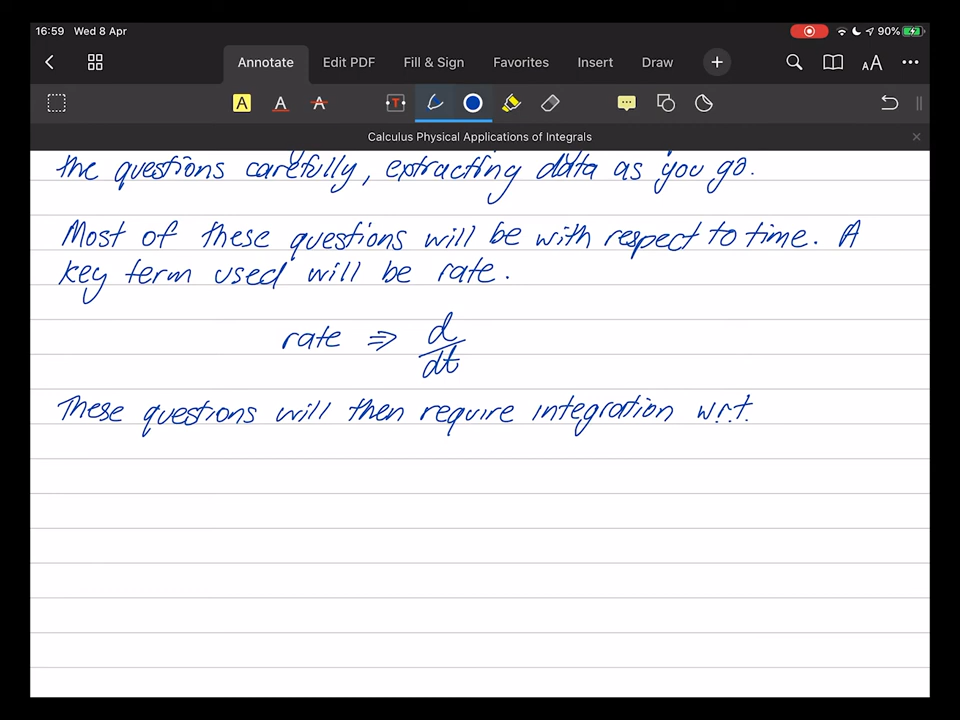 16:59 Wed 8 Apr 90%
Annotate Edit PDF Fill & Sign Favorites Insert Draw
Calculus Physical Applications of Integrals
the questions carefully, extracting data as you go.
Most of these questions will be with respect to time. A
key term used will be rate.
rate ⇒ d/dt
These questions will then require integration w.r.t.